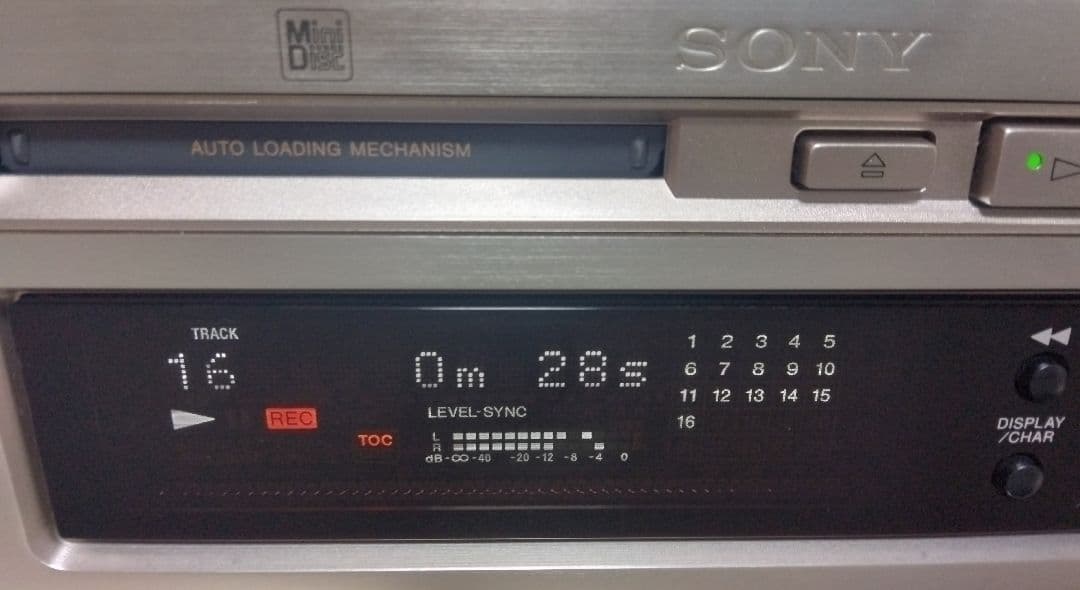 Mini Disc
SONY
AUTO LOADING MECHANISM
TRACK
16 0m 28s
REC
TOC
LEVEL-SYNC
L
R
dB -∞ -40 -20 -12 -8 -4 0
1 2 3 4 5
6 7 8 9 10
11 12 13 14 15
16
DISPLAY
/CHAR